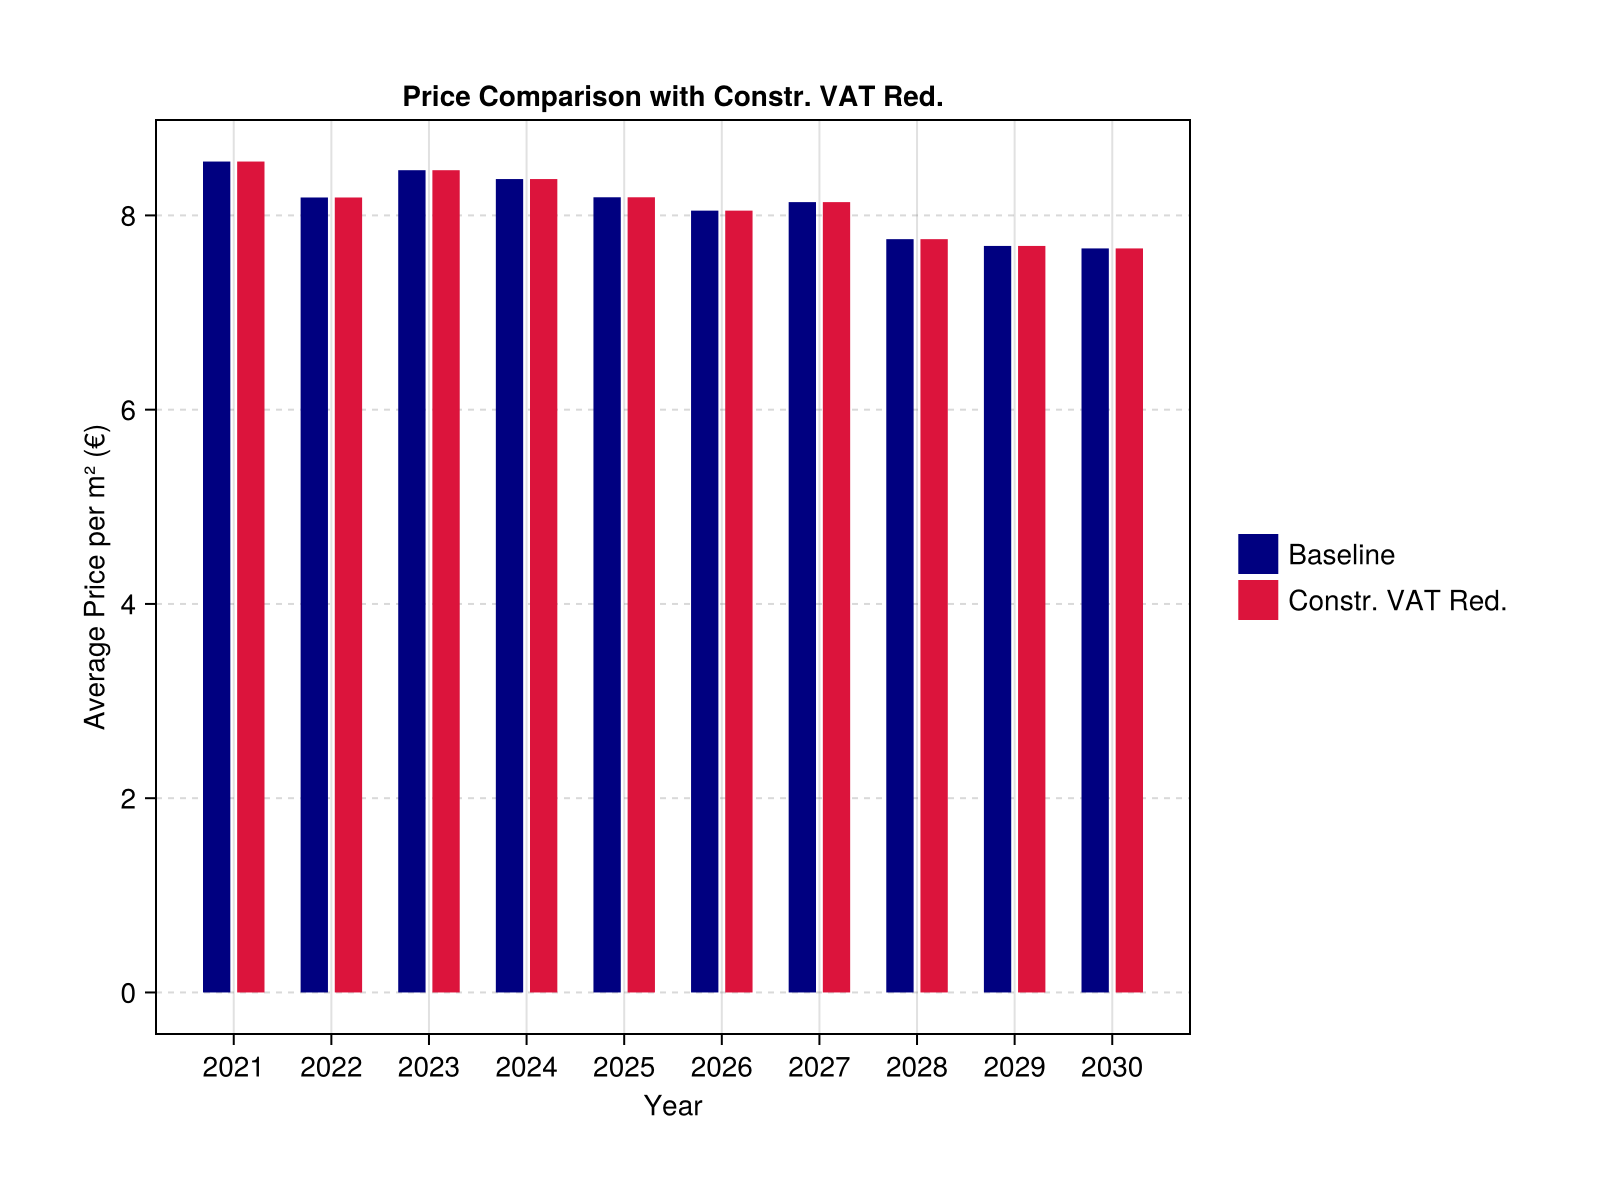 Price Comparison with Constr. VAT Red.
Average Price per m² (€)
8
6
4
2
0
2021 2022 2023 2024 2025 2026 2027 2028 2029 2030
Year
Baseline
Constr. VAT Red.